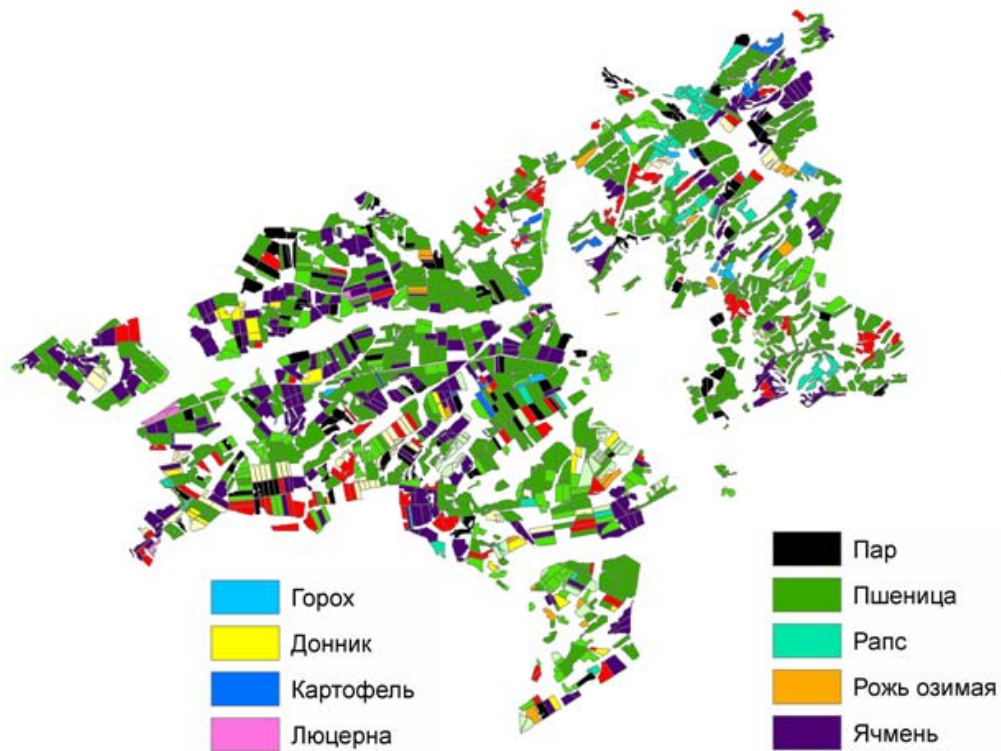 Горох
Донник
Картофель
Люцерна
Пар
Пшеница
Рапс
Рожь озимая
Ячмень